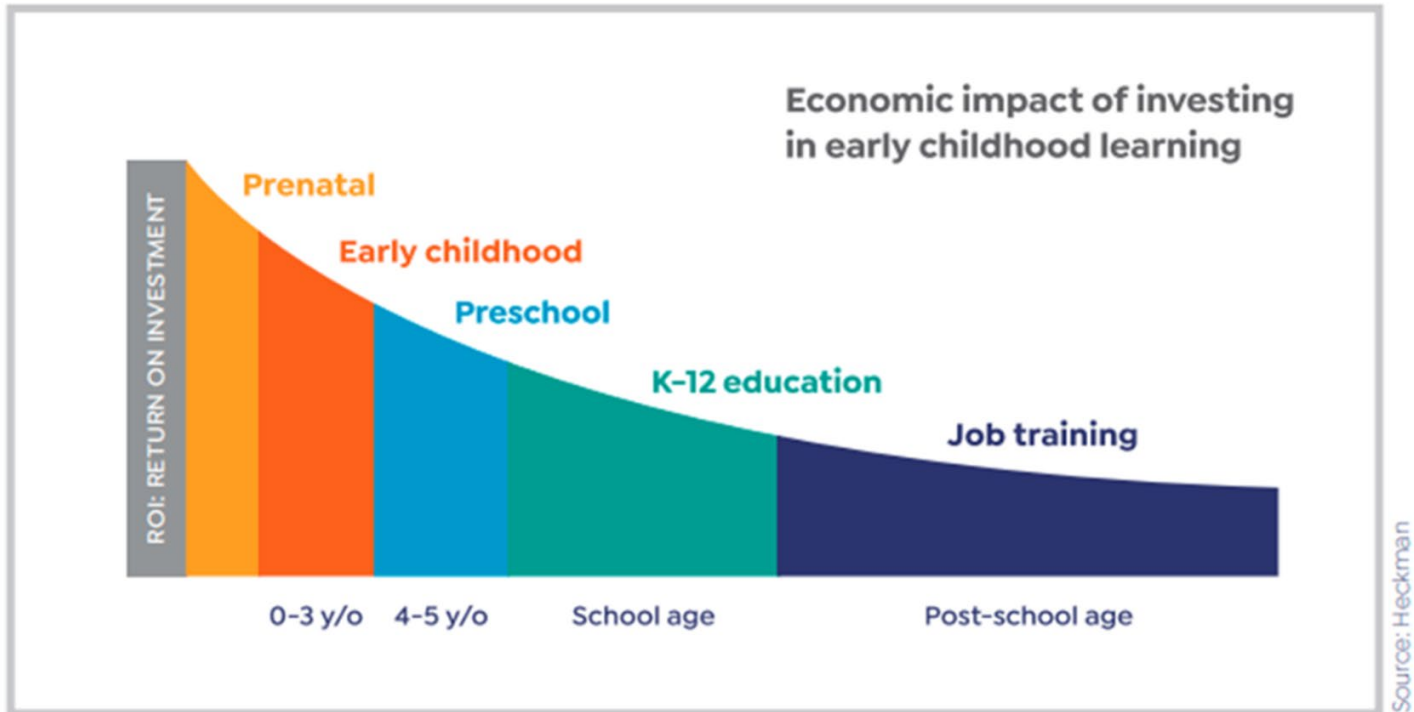 Economic impact of investing
in early childhood learning
ROI: RETURN ON INVESTMENT
Prenatal
Early childhood
Preschool
K–12 education
Job training
0–3 y/o
4–5 y/o
School age
Post-school age
Source: Heckman